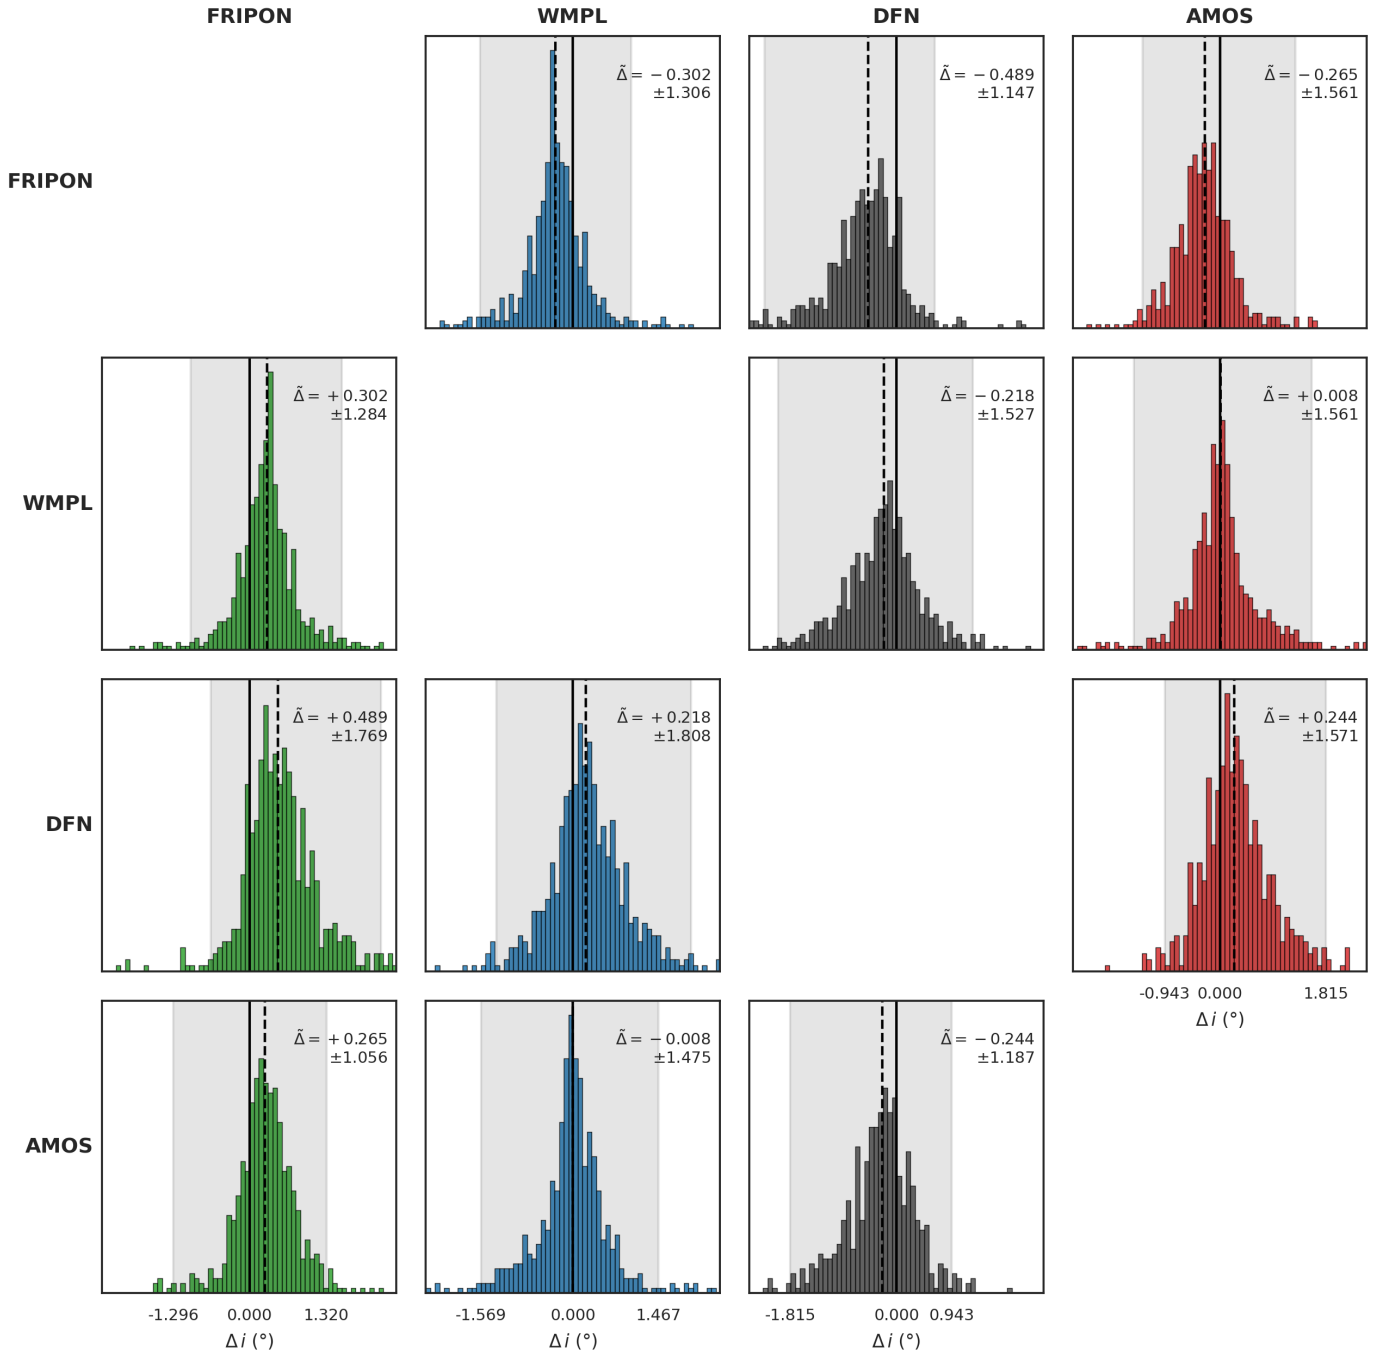 FRIPON WMPL DFN AMOS
FRIPON
Δ̃ = − 0.302
±1.306
Δ̃ = − 0.489
±1.147
Δ̃ = − 0.265
±1.561
WMPL
Δ̃ = + 0.302
±1.284
Δ̃ = − 0.218
±1.527
Δ̃ = + 0.008
±1.561
DFN
Δ̃ = + 0.489
±1.769
Δ̃ = + 0.218
±1.808
Δ̃ = + 0.244
±1.571
-0.943 0.000 1.815
Δ i (°)
AMOS
Δ̃ = + 0.265
±1.056
Δ̃ = − 0.008
±1.475
Δ̃ = − 0.244
±1.187
-1.296 0.000 1.320
Δ i (°)
-1.569 0.000 1.467
Δ i (°)
-1.815 0.000 0.943
Δ i (°)